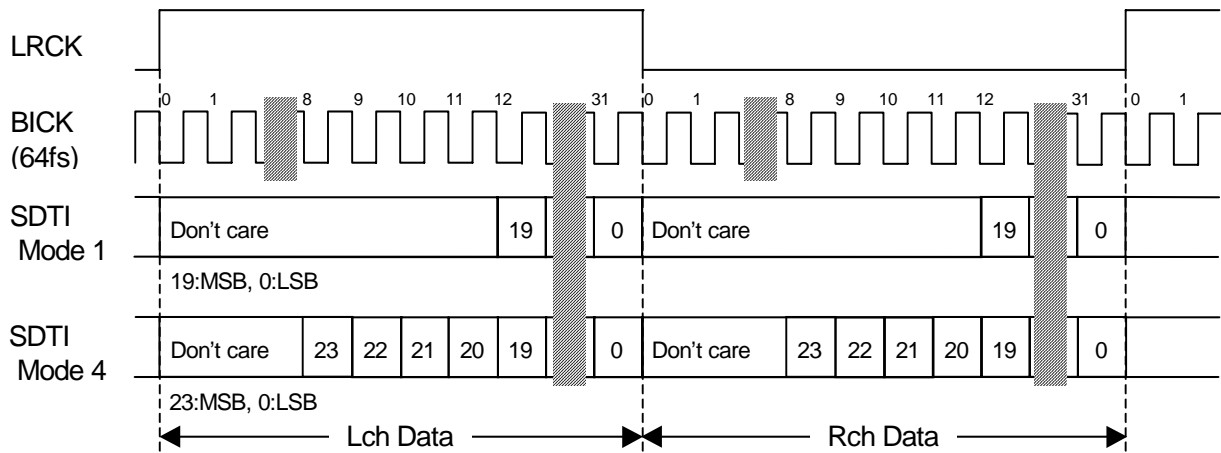 LRCK
0 1 8 9 10 11 12 31 0 1 8 9 10 11 12 31 0 1
BICK
(64fs)
SDTI
Mode 1
Don't care 19 0 Don't care 19 0
19:MSB, 0:LSB
SDTI
Mode 4
Don't care 23 22 21 20 19 0 Don't care 23 22 21 20 19 0
23:MSB, 0:LSB
Lch Data Rch Data